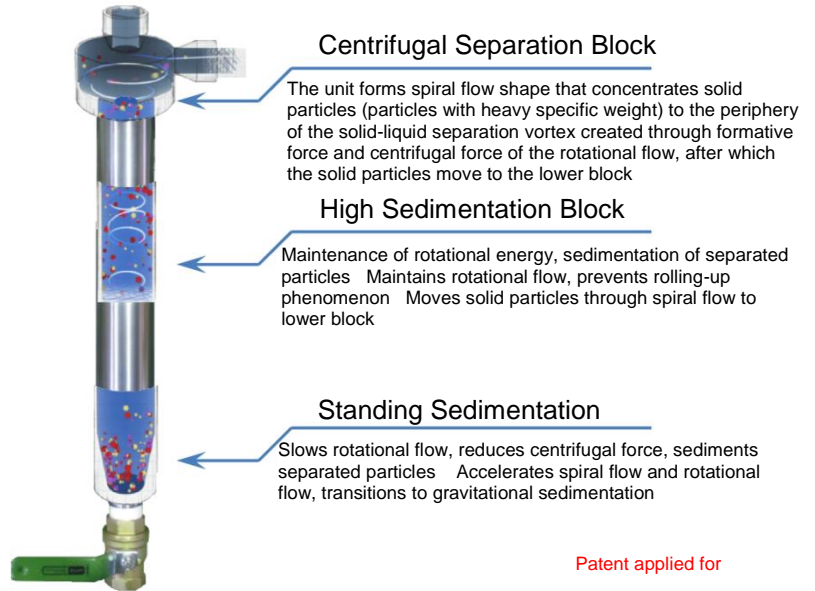 Centrifugal Separation Block
The unit forms spiral flow shape that concentrates solid
particles (particles with heavy specific weight) to the periphery
of the solid-liquid separation vortex created through formative
force and centrifugal force of the rotational flow, after which
the solid particles move to the lower block
High Sedimentation Block
Maintenance of rotational energy, sedimentation of separated
particles Maintains rotational flow, prevents rolling-up
phenomenon Moves solid particles through spiral flow to
lower block
Standing Sedimentation
Slows rotational flow, reduces centrifugal force, sediments
separated particles Accelerates spiral flow and rotational
flow, transitions to gravitational sedimentation
Patent applied for